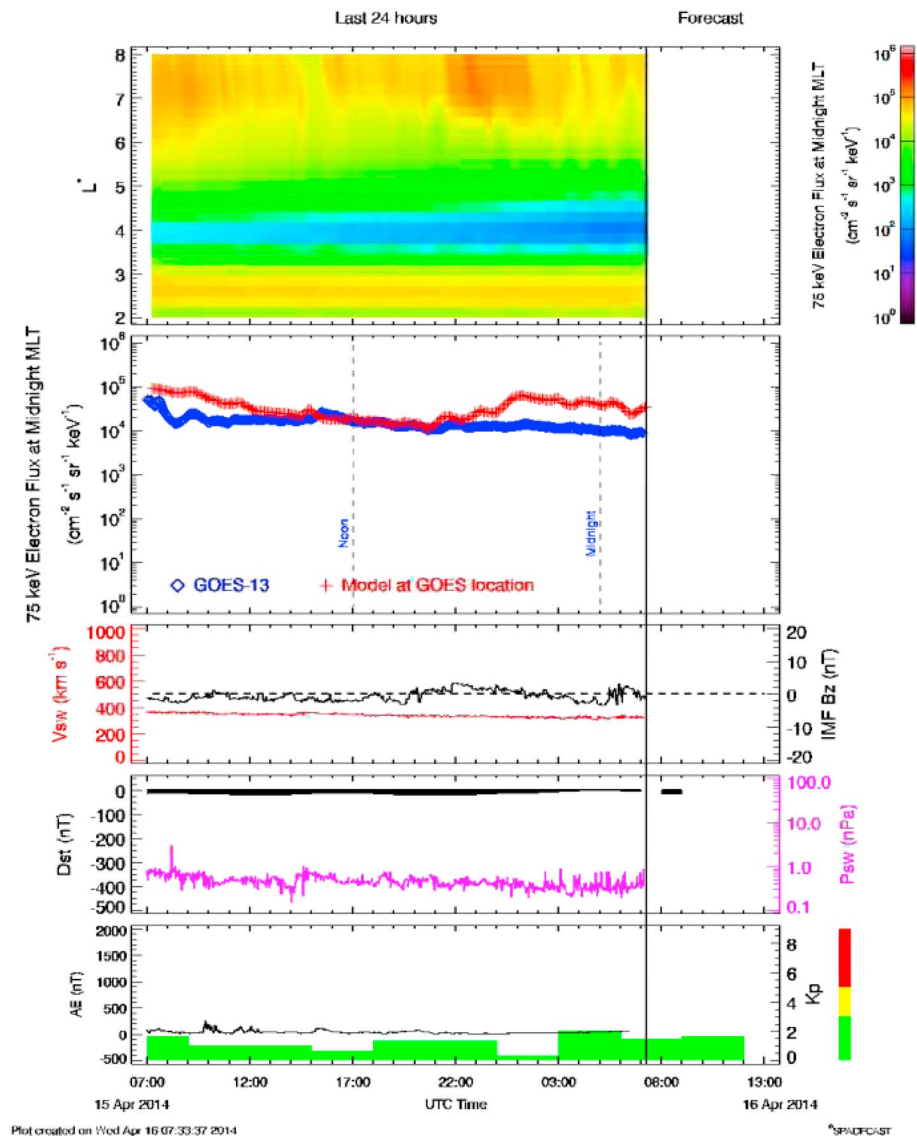 Last 24 hours
Forecast
8
7
6
5
4
3
2
L*
75 keV Electron Flux at Midnight MLT
(cm-2 s-1 sr-1 keV-1)
10^6
10^5
10^4
10^3
10^2
10^1
10^0
75 keV Electron Flux at Midnight MLT
(cm-2 s-1 sr-1 keV-1)
10^6
10^5
10^4
10^3
10^2
10^1
10^0
Noon
Midnight
GOES-13
Model at GOES location
Vsw (km s-1)
1000
800
600
400
200
0
20
10
0
-10
-20
IMF Bz (nT)
Dst (nT)
0
-100
-200
-300
-400
-500
100.0
10.0
1.0
0.1
Psw (nPa)
AE (nT)
2000
1500
1000
500
0
-500
8
6
4
2
0
Kp
07:00 12:00 17:00 22:00 03:00 08:00 13:00
15 Apr 2014 UTC Time 16 Apr 2014
Plot created on Wed Apr 16 07:33:37 2014
SPACECAST